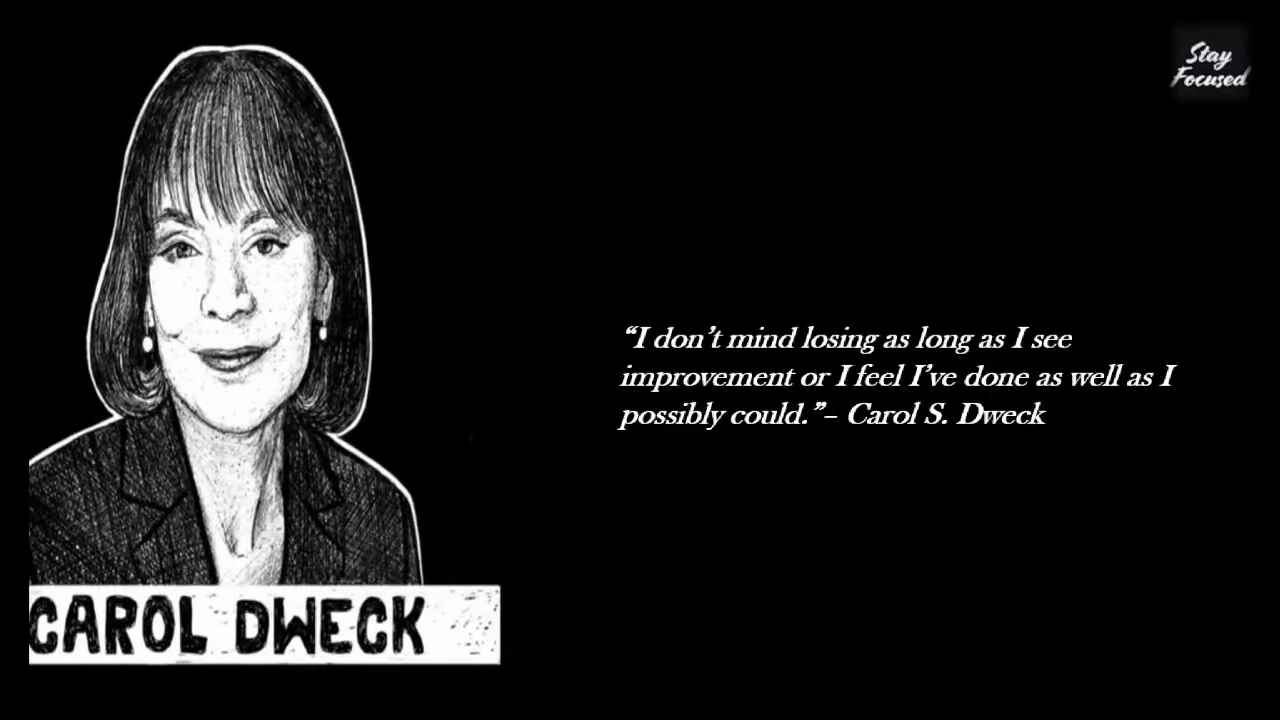 Stay
Focused
“I don’t mind losing as long as I see
improvement or I feel I’ve done as well as I
possibly could.”– Carol S. Dweck
CAROL DWECK